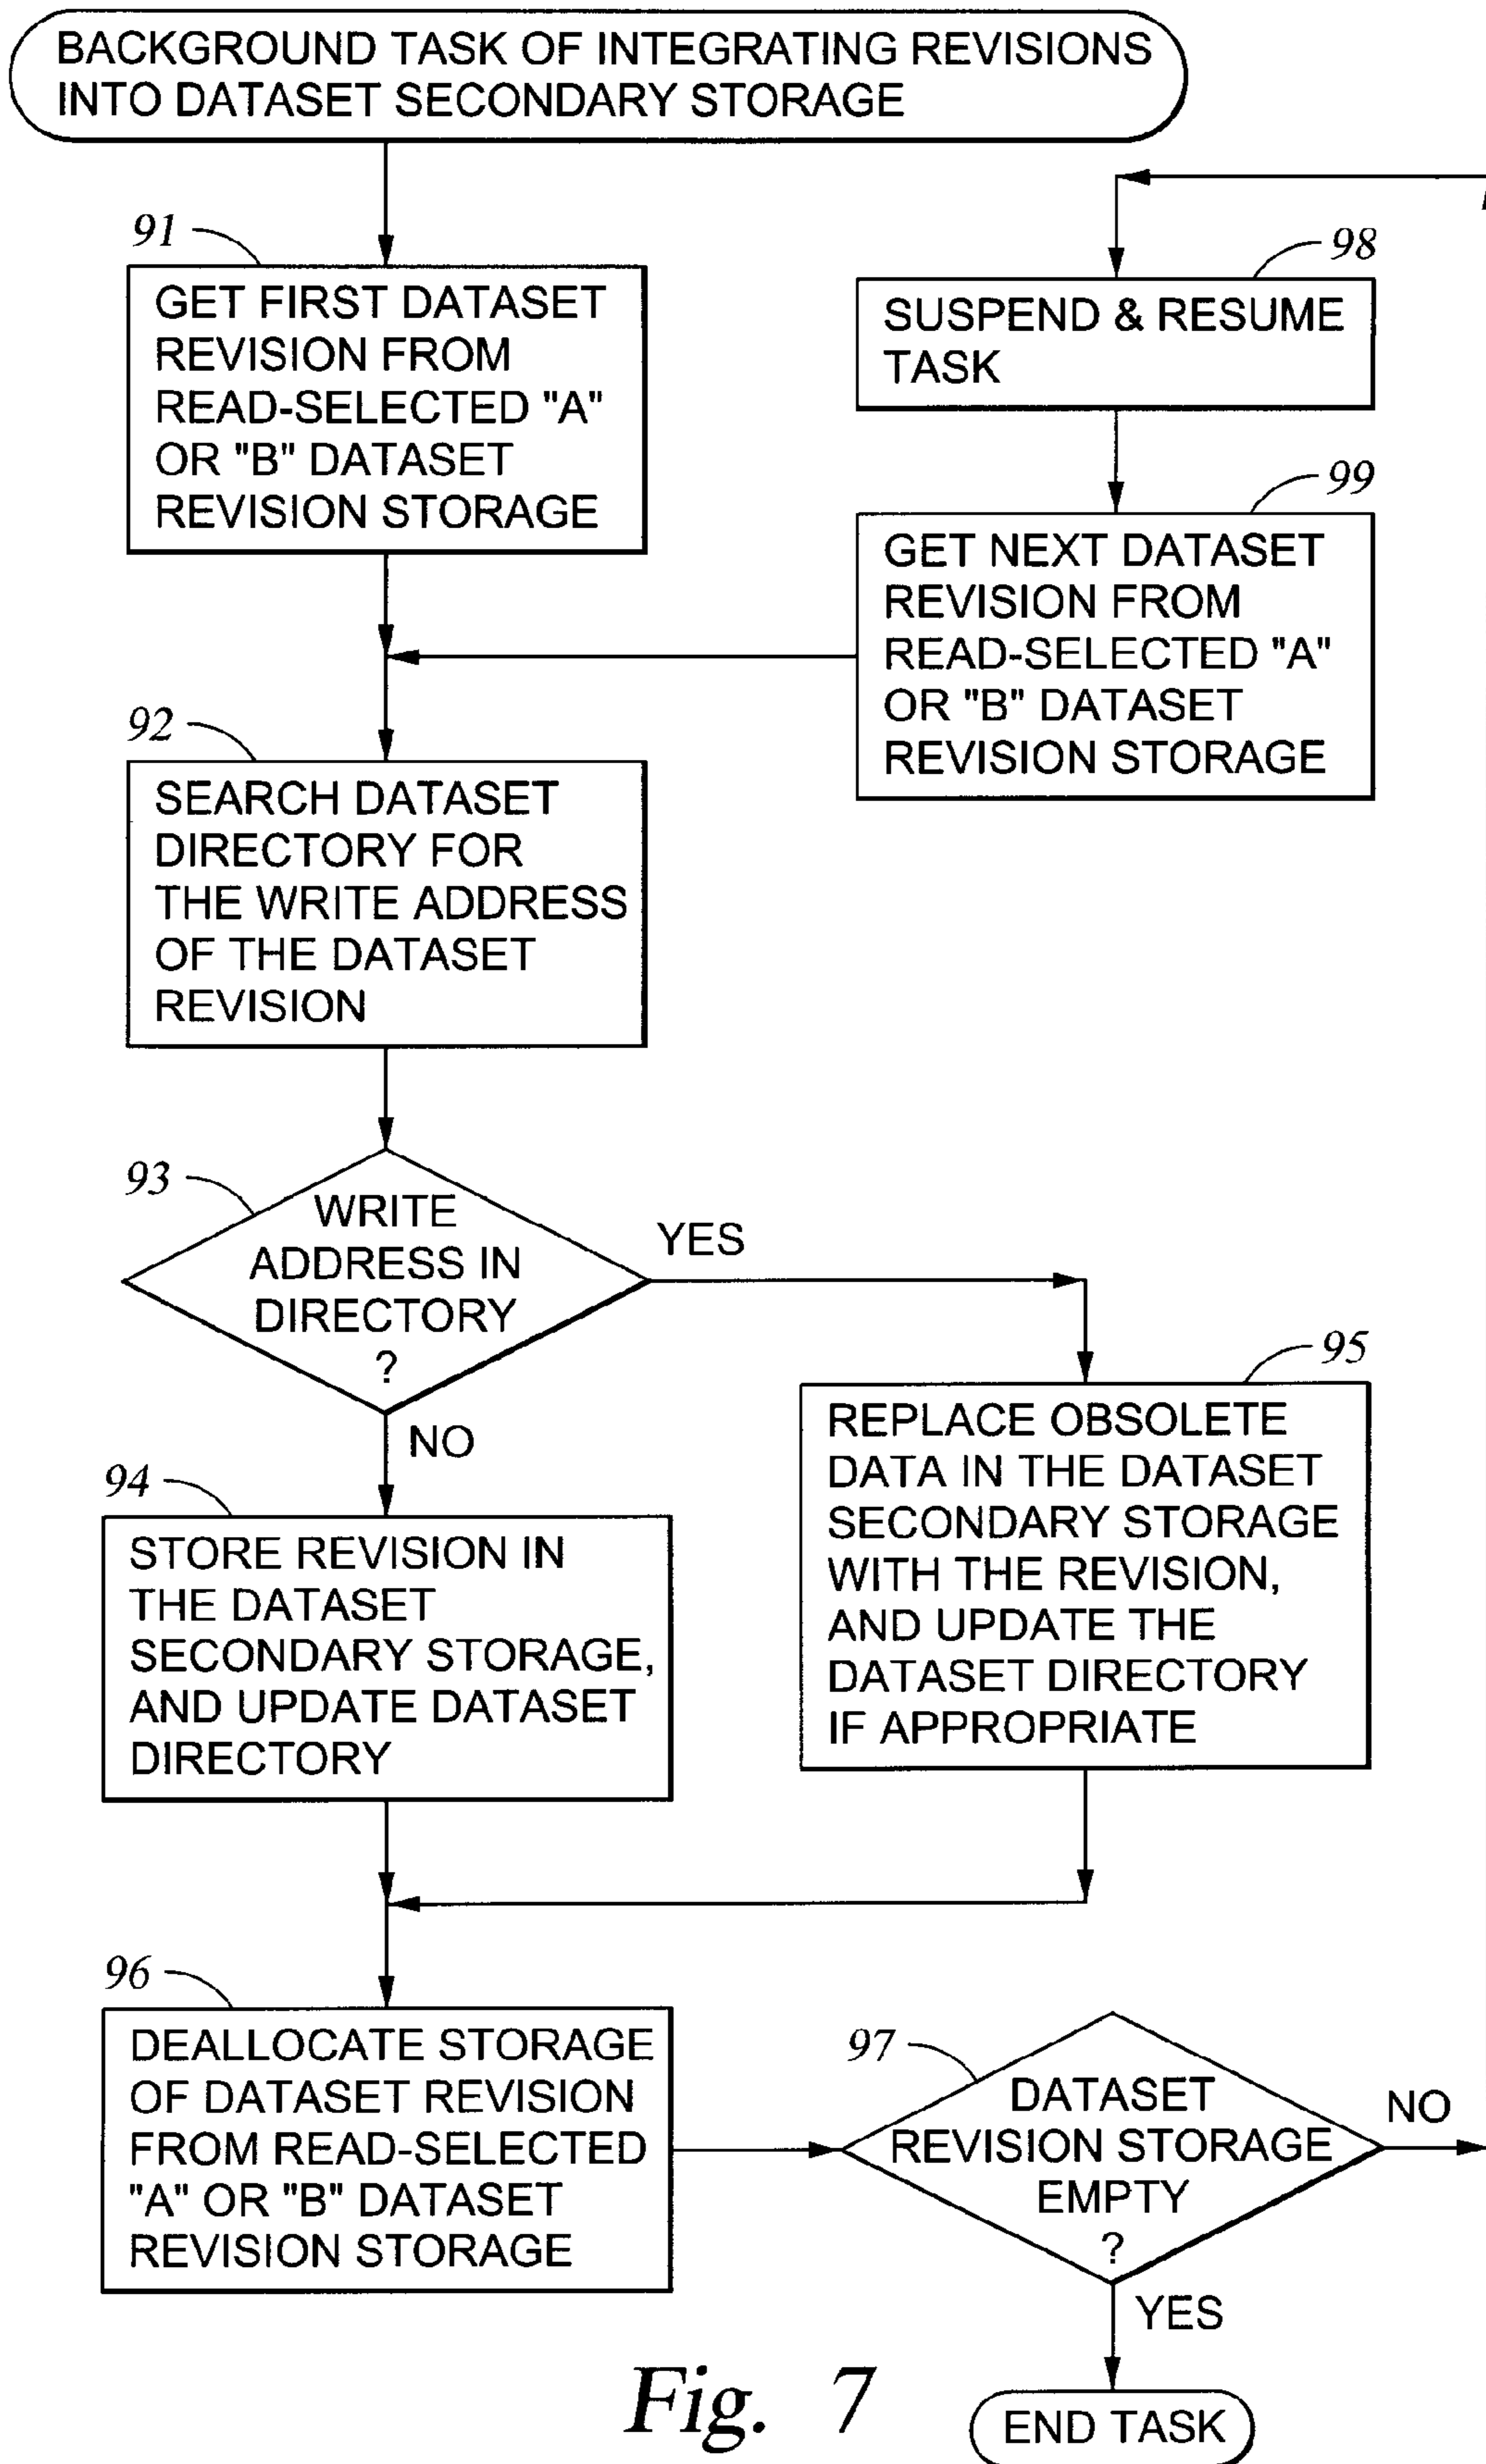 BACKGROUND TASK OF INTEGRATING REVISIONS
INTO DATASET SECONDARY STORAGE
91
GET FIRST DATASET
REVISION FROM
READ-SELECTED "A"
OR "B" DATASET
REVISION STORAGE
98
SUSPEND & RESUME
TASK
99
GET NEXT DATASET
REVISION FROM
READ-SELECTED "A"
OR "B" DATASET
REVISION STORAGE
92
SEARCH DATASET
DIRECTORY FOR
THE WRITE ADDRESS
OF THE DATASET
REVISION
93
WRITE
ADDRESS IN
DIRECTORY
?
YES
NO
95
REPLACE OBSOLETE
DATA IN THE DATASET
SECONDARY STORAGE
WITH THE REVISION,
AND UPDATE THE
DATASET DIRECTORY
IF APPROPRIATE
94
STORE REVISION IN
THE DATASET
SECONDARY STORAGE,
AND UPDATE DATASET
DIRECTORY
96
DEALLOCATE STORAGE
OF DATASET REVISION
FROM READ-SELECTED
"A" OR "B" DATASET
REVISION STORAGE
97
DATASET
REVISION STORAGE
EMPTY
?
NO
YES
END TASK
Fig. 7